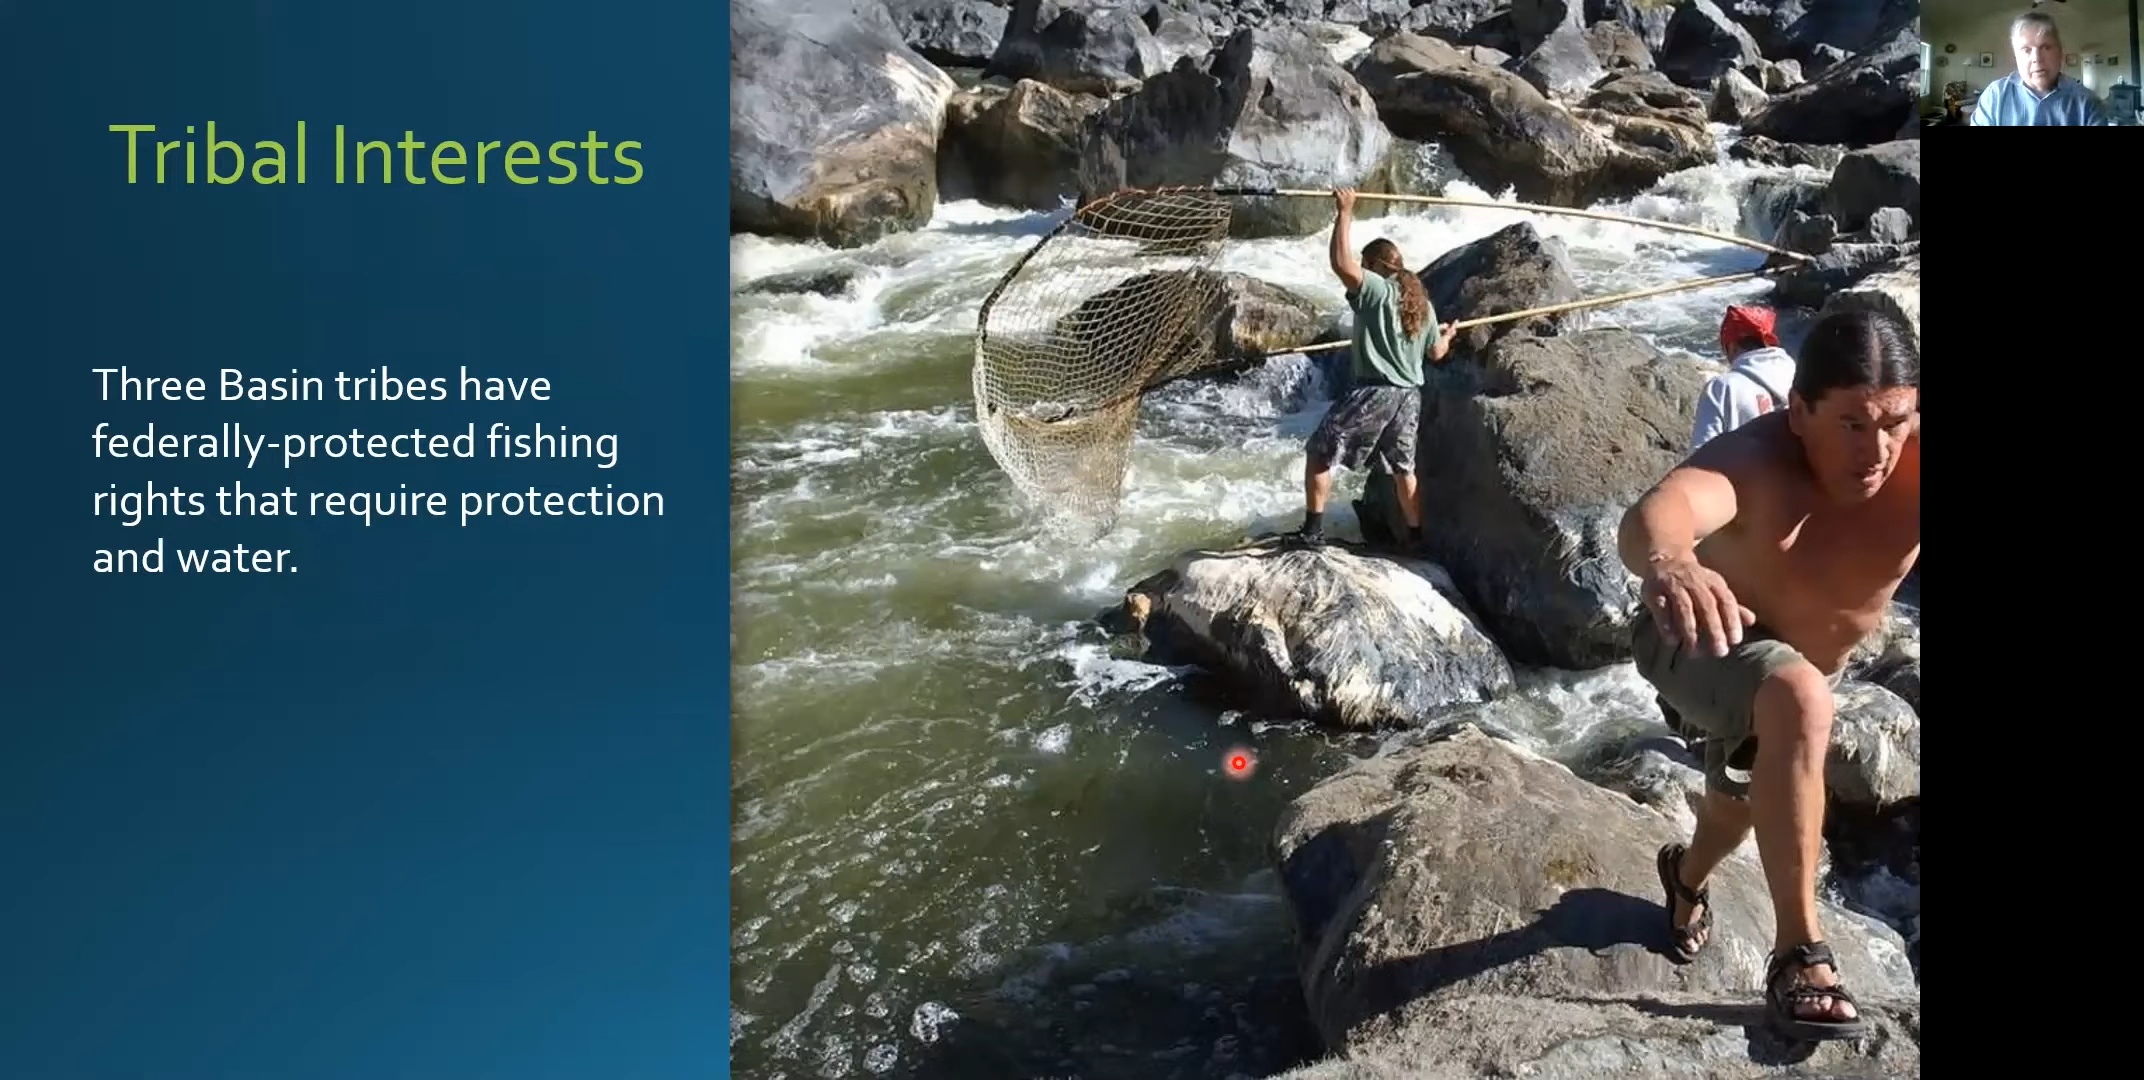 Tribal Interests
Three Basin tribes have
federally-protected fishing
rights that require protection
and water.